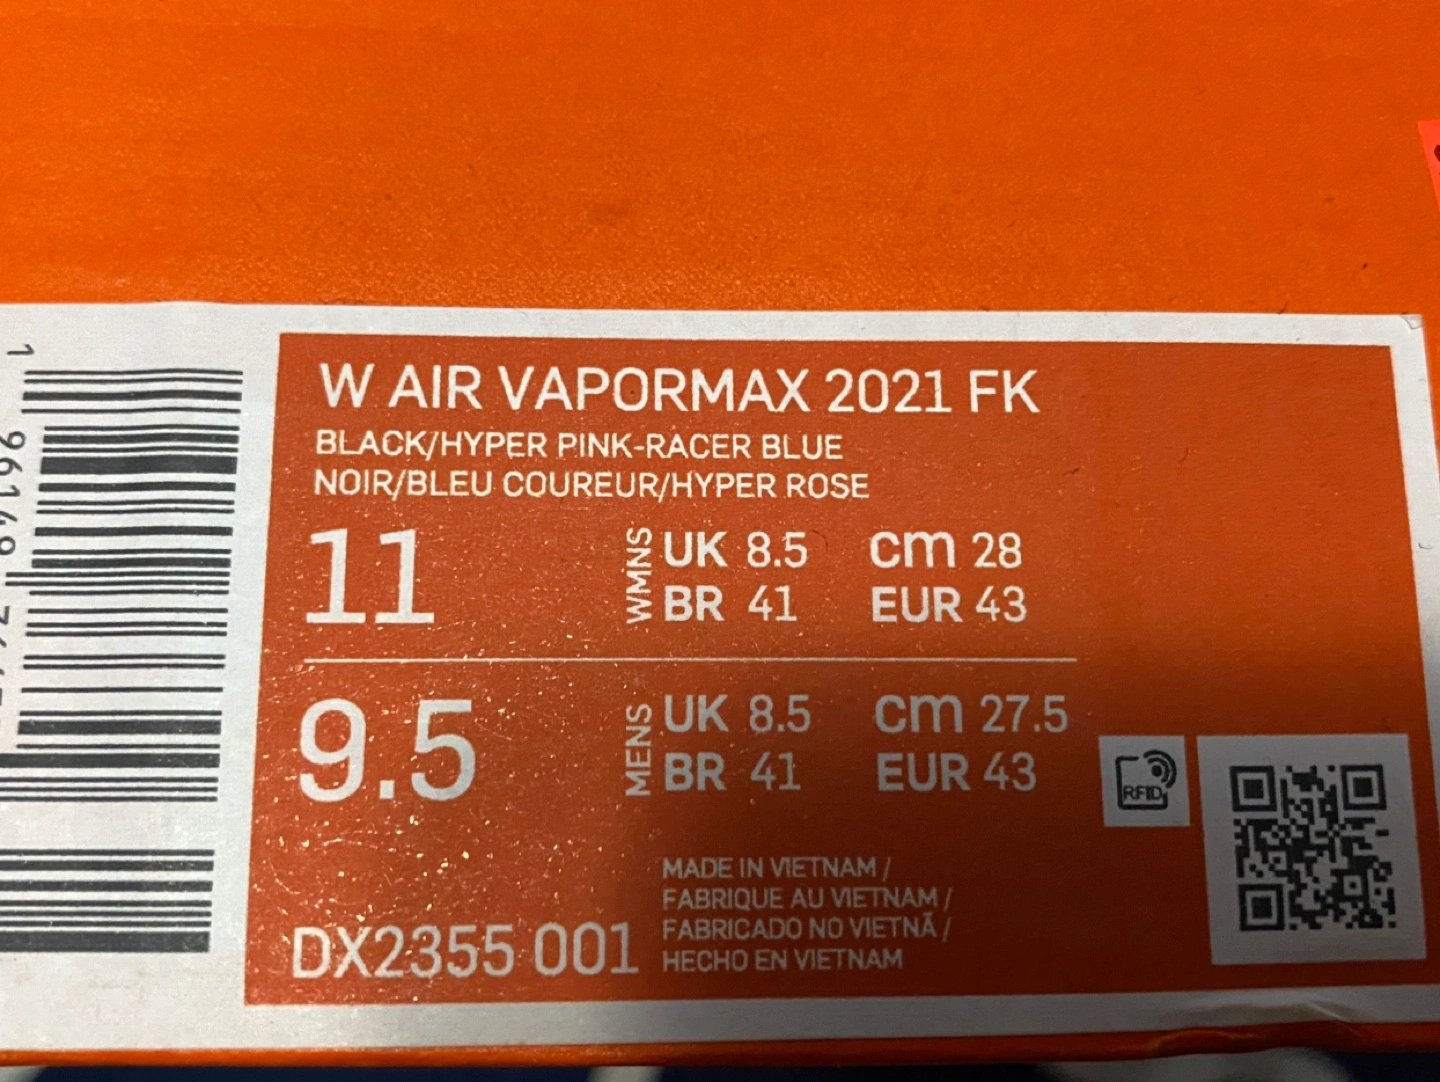 W AIR VAPORMAX 2021 FK
BLACK/HYPER PINK-RACER BLUE
NOIR/BLEU COUREUR/HYPER ROSE
11
WMNS
UK 8.5 cm 28
BR 41 EUR 43
9.5
MENS
UK 8.5 cm 27.5
BR 41 EUR 43
RFID
MADE IN VIETNAM /
FABRIQUE AU VIETNAM /
FABRICADO NO VIETNÃ /
HECHO EN VIETNAM
DX2355 001
1 96149